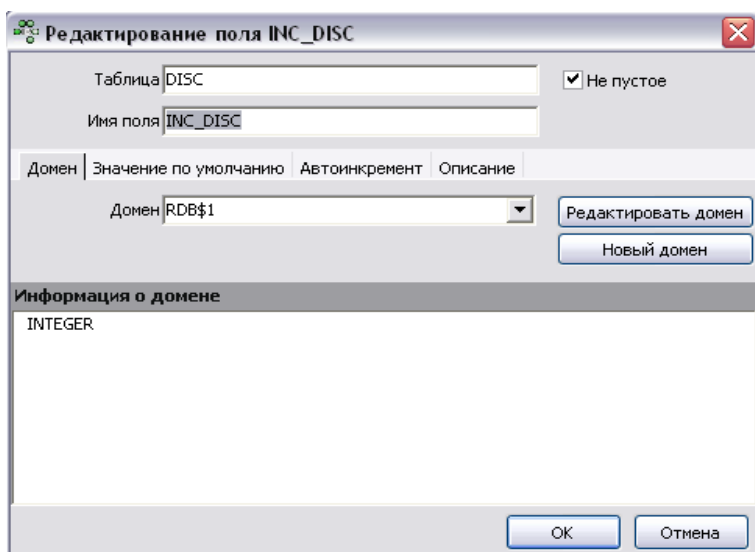 Редактирование поля INC_DISC
Таблица DISC
Не пустое
Имя поля INC_DISC
Домен Значение по умолчанию Автоинкремент Описание
Домен RDB$1
Редактировать домен
Новый домен
Информация о домене
INTEGER
OK Отмена